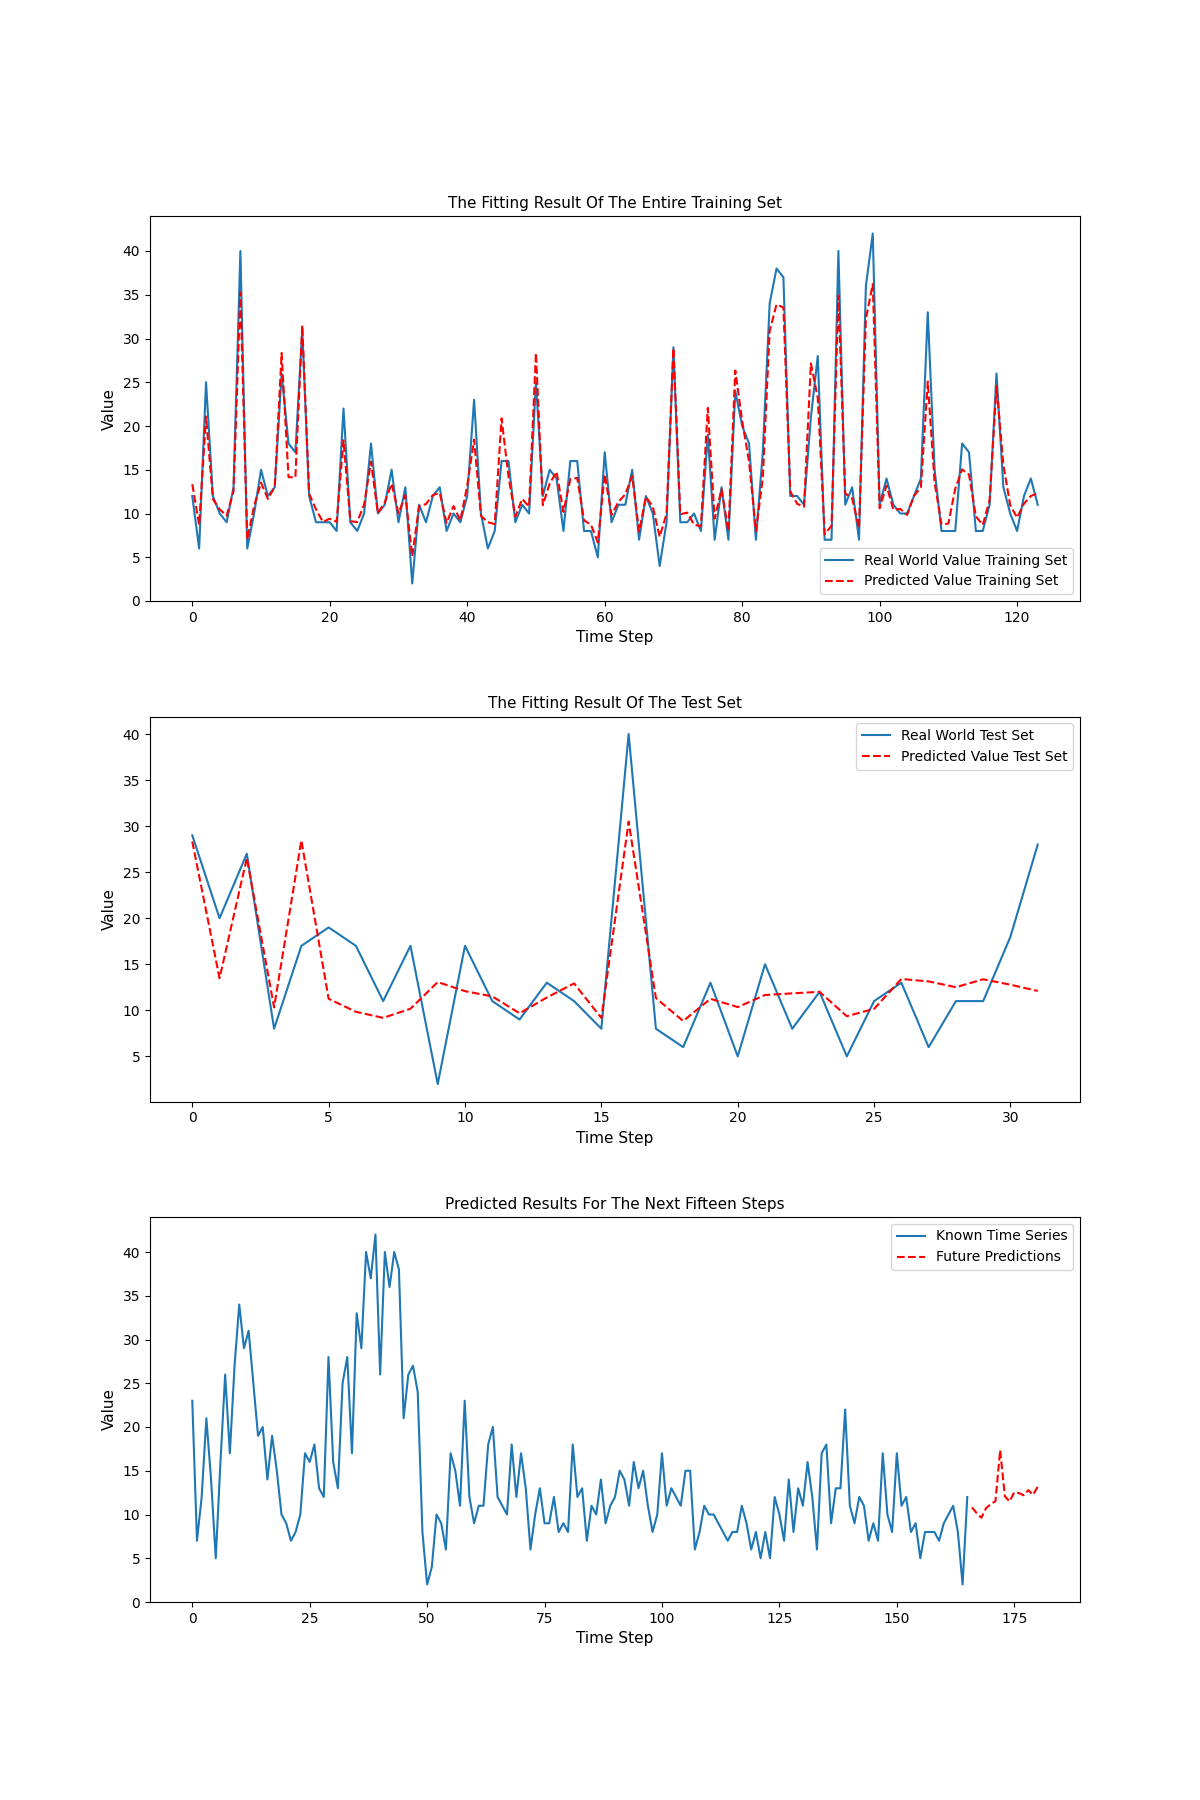 The Fitting Result Of The Entire Training Set
40
35
30
25
20
15
10
5
0
Value
Real World Value Training Set
Predicted Value Training Set
0 20 40 60 80 100 120
Time Step
The Fitting Result Of The Test Set
40
35
30
25
20
15
10
5
Value
Real World Test Set
Predicted Value Test Set
0 5 10 15 20 25 30
Time Step
Predicted Results For The Next Fifteen Steps
40
35
30
25
20
15
10
5
0
Value
Known Time Series
Future Predictions
0 25 50 75 100 125 150 175
Time Step